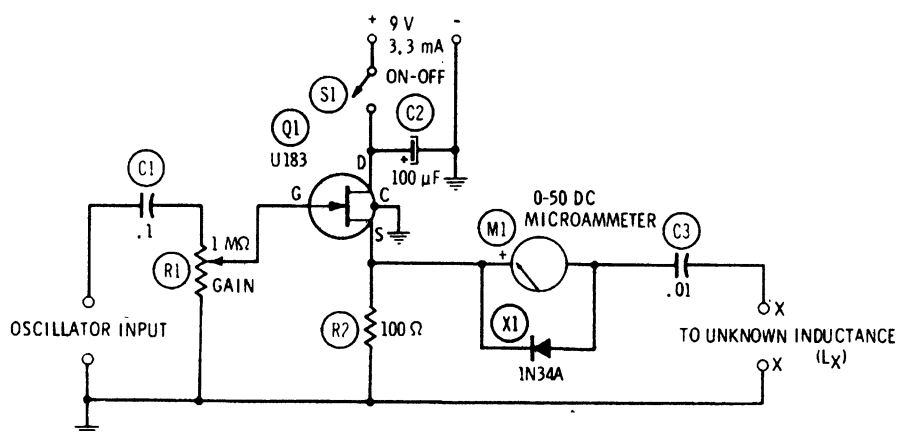 + 9 V -
3.3 mA
ON-OFF
S1
C2
Q1
U183
D
+
100 μF
C1
G
C
0-50 DC
MICROAMMETER
.1
S
M1
+
C3
1 MΩ
R1
GAIN
.01
X
OSCILLATOR INPUT
R2
100 Ω
X1
TO UNKNOWN INDUCTANCE
(LX)
X
1N34A